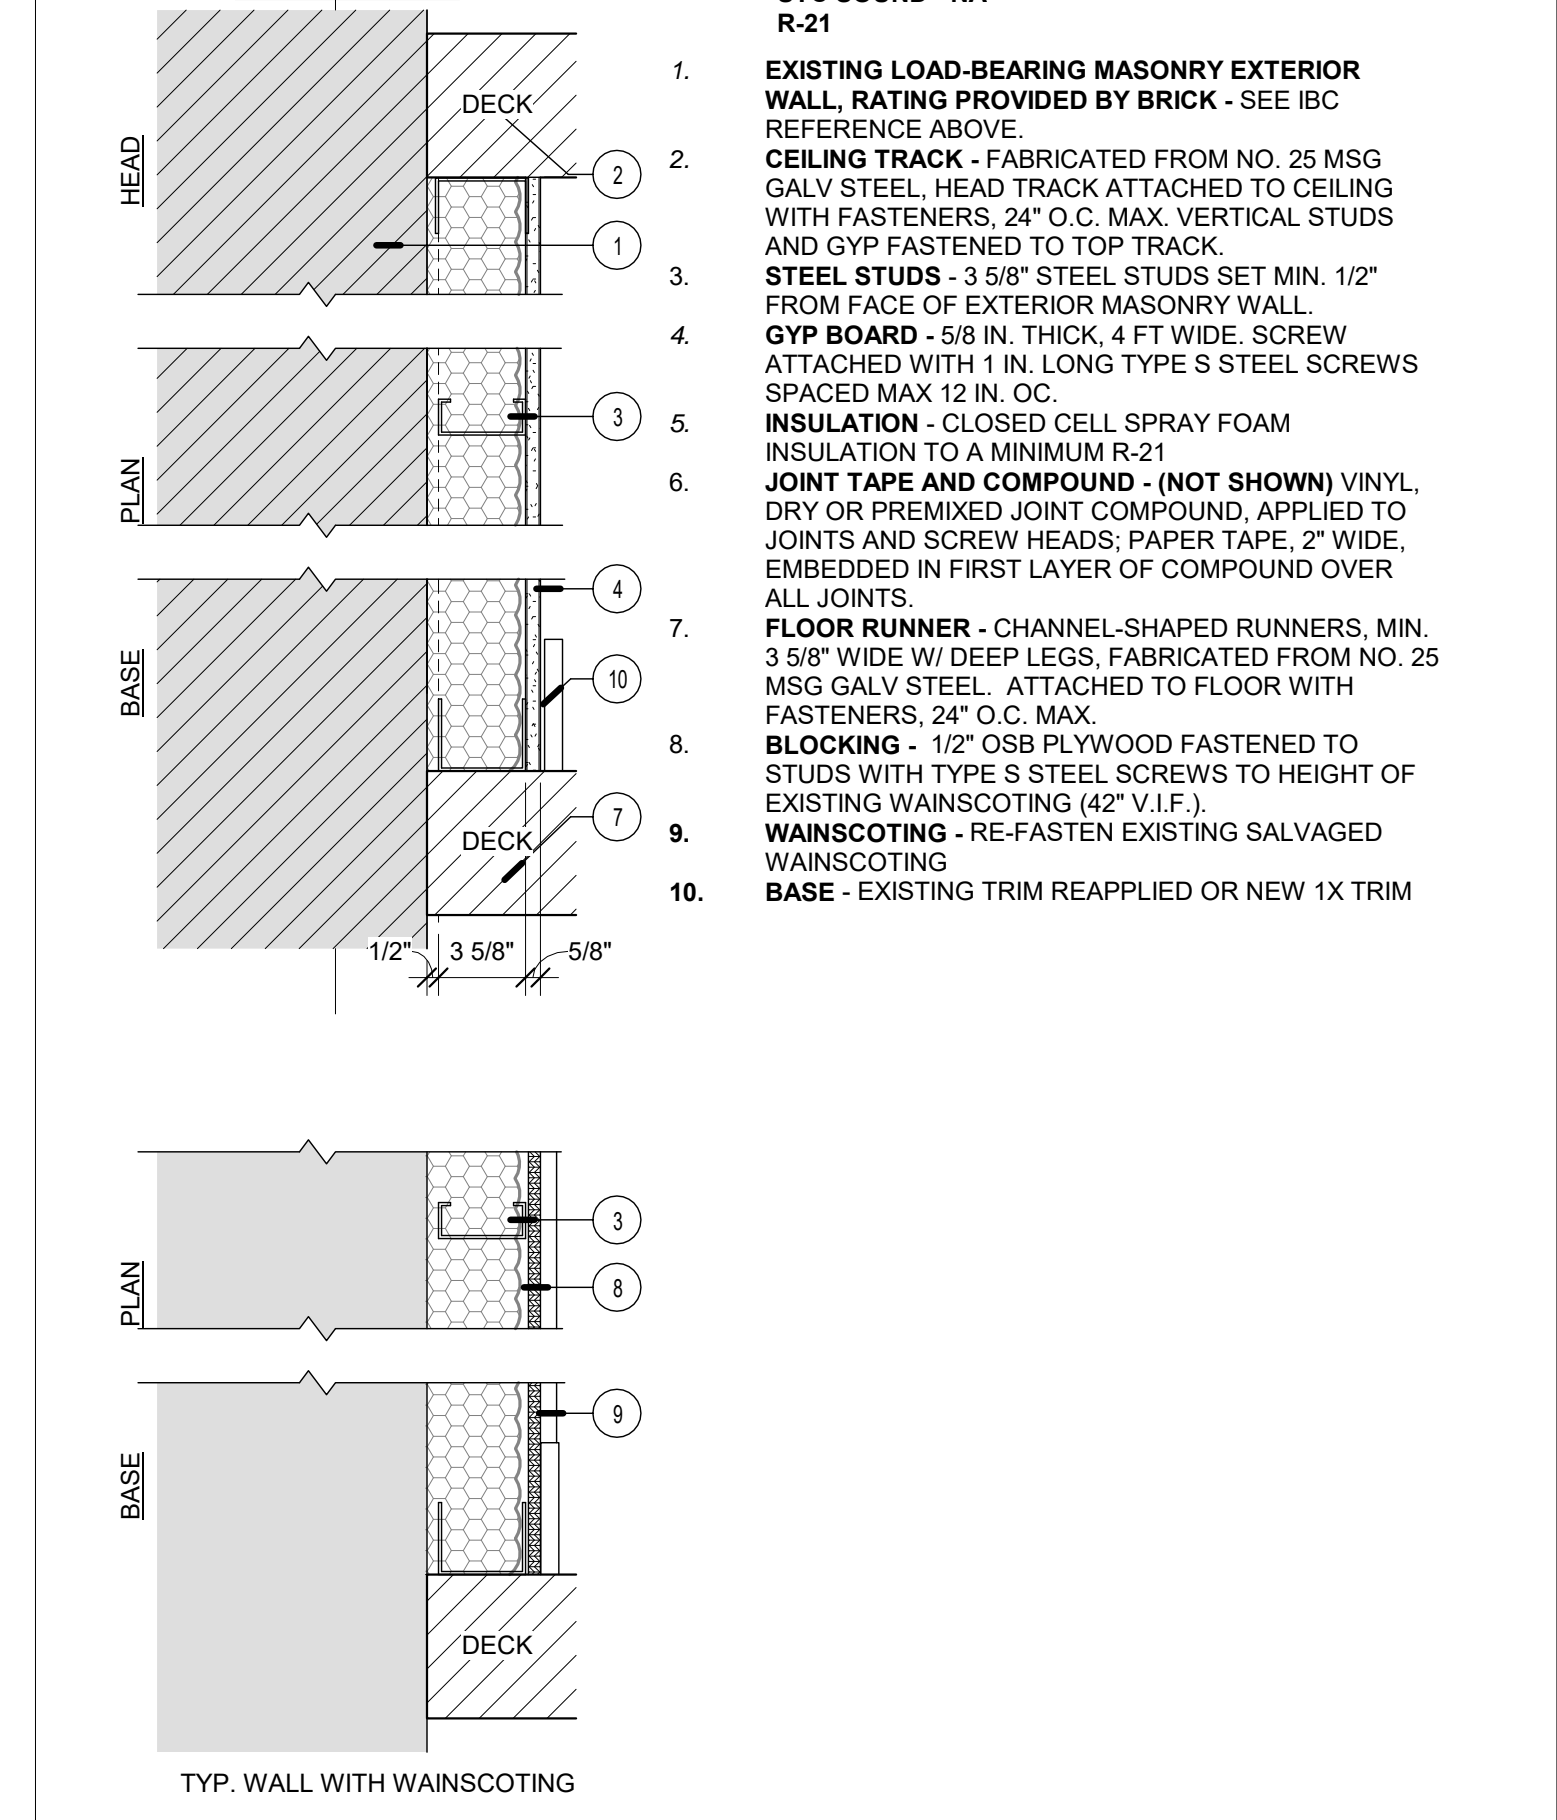 R-21
1. EXISTING LOAD-BEARING MASONRY EXTERIOR
WALL, RATING PROVIDED BY BRICK - SEE IBC
REFERENCE ABOVE.
2. CEILING TRACK - FABRICATED FROM NO. 25 MSG
GALV STEEL, HEAD TRACK ATTACHED TO CEILING
WITH FASTENERS, 24" O.C. MAX. VERTICAL STUDS
AND GYP FASTENED TO TOP TRACK.
3. STEEL STUDS - 3 5/8" STEEL STUDS SET MIN. 1/2"
FROM FACE OF EXTERIOR MASONRY WALL.
4. GYP BOARD - 5/8 IN. THICK, 4 FT WIDE. SCREW
ATTACHED WITH 1 IN. LONG TYPE S STEEL SCREWS
SPACED MAX 12 IN. OC.
5. INSULATION - CLOSED CELL SPRAY FOAM
INSULATION TO A MINIMUM R-21
6. JOINT TAPE AND COMPOUND - (NOT SHOWN) VINYL,
DRY OR PREMIXED JOINT COMPOUND, APPLIED TO
JOINTS AND SCREW HEADS; PAPER TAPE, 2" WIDE,
EMBEDDED IN FIRST LAYER OF COMPOUND OVER
ALL JOINTS.
7. FLOOR RUNNER - CHANNEL-SHAPED RUNNERS, MIN.
3 5/8" WIDE W/ DEEP LEGS, FABRICATED FROM NO. 25
MSG GALV STEEL. ATTACHED TO FLOOR WITH
FASTENERS, 24" O.C. MAX.
8. BLOCKING - 1/2" OSB PLYWOOD FASTENED TO
STUDS WITH TYPE S STEEL SCREWS TO HEIGHT OF
EXISTING WAINSCOTING (42" V.I.F.).
9. WAINSCOTING - RE-FASTEN EXISTING SALVAGED
WAINSCOTING
10. BASE - EXISTING TRIM REAPPLIED OR NEW 1X TRIM
HEAD
DECK
2
1
PLAN
3
BASE
4
10
7
DECK
1/2"
3 5/8"
5/8"
PLAN
3
8
BASE
9
DECK
TYP. WALL WITH WAINSCOTING